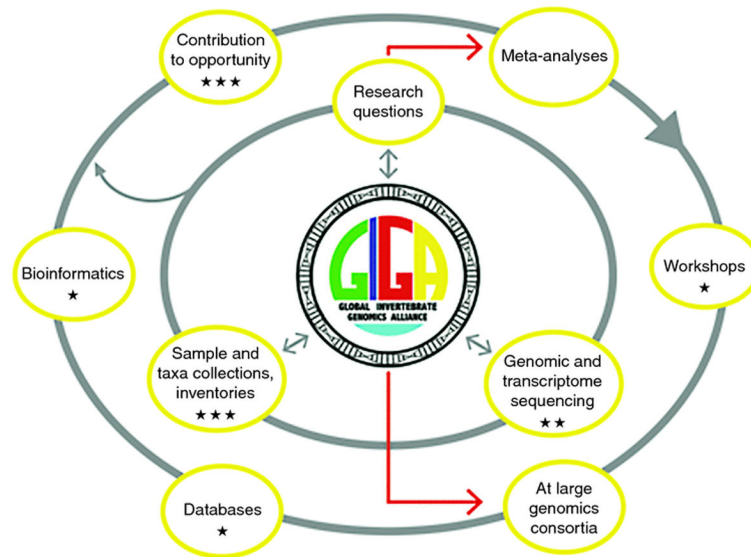 Contribution
to opportunity
★★★
Meta-analyses
Research
questions
Bioinformatics
★
GIGA
GLOBAL INVERTEBRATE
GENOMICS ALLIANCE
Workshops
★
Sample and
taxa collections,
inventories
★★★
Genomic and
transcriptome
sequencing
★★
Databases
★
At large
genomics
consortia